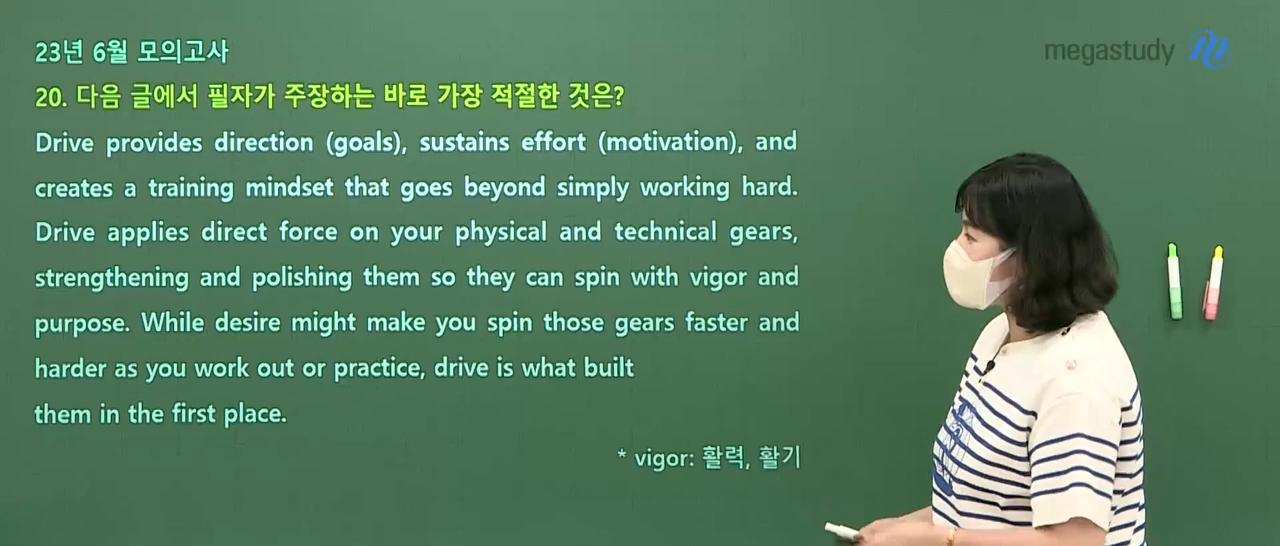 23년 6월 모의고사
megastudy
20. 다음 글에서 필자가 주장하는 바로 가장 적절한 것은?
Drive provides direction (goals), sustains effort (motivation), and
creates a training mindset that goes beyond simply working hard.
Drive applies direct force on your physical and technical gears,
strengthening and polishing them so they can spin with vigor and
purpose. While desire might make you spin those gears faster and
harder as you work out or practice, drive is what built
them in the first place.
* vigor: 활력, 활기